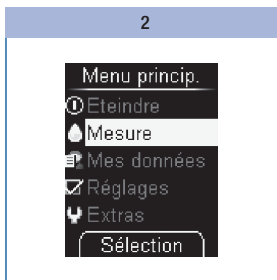 2
Menu princip.
Eteindre
Mesure
Mes données
Réglages
Extras
Sélection